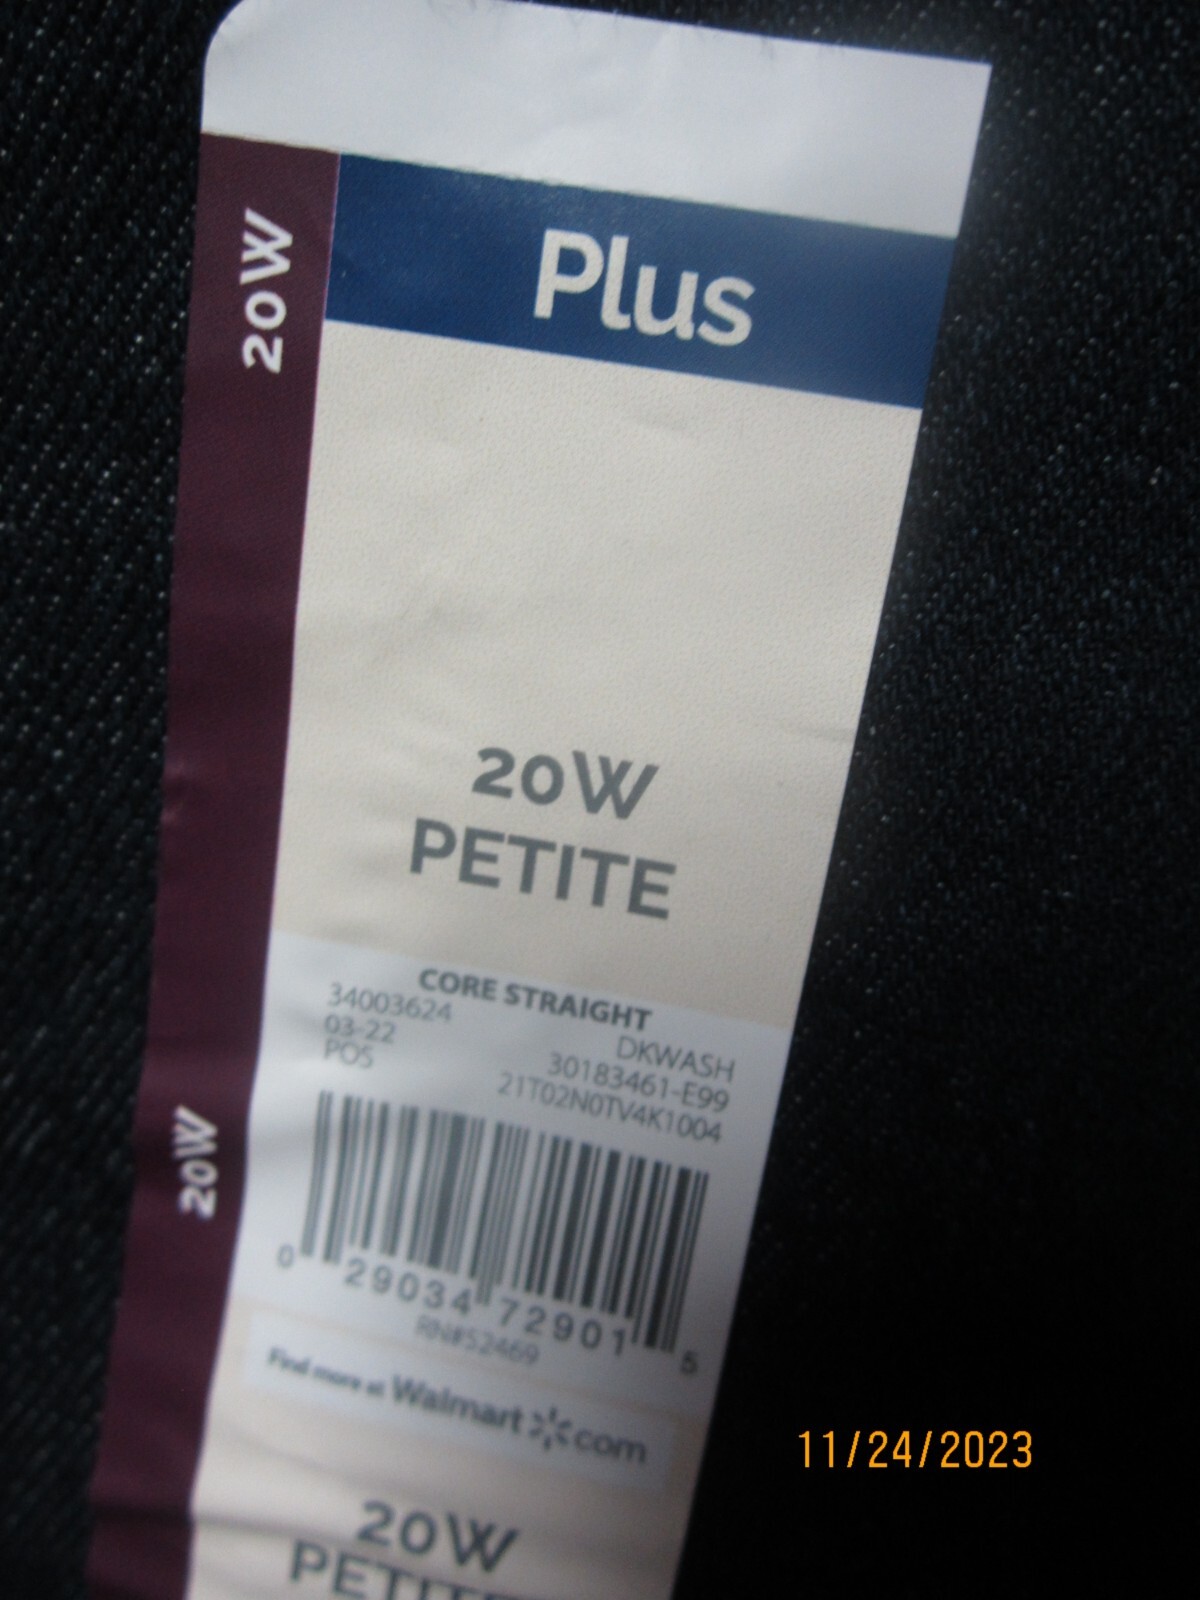 Plus
20W
20W
PETITE
CORE STRAIGHT
34003624
DKWASH
03-22
30183461-E99
POS
21T02N0TV4K1004
0 29034 72901 5
RN#52469
Find more at Walmart com
20W
20W
PETITE
11/24/2023